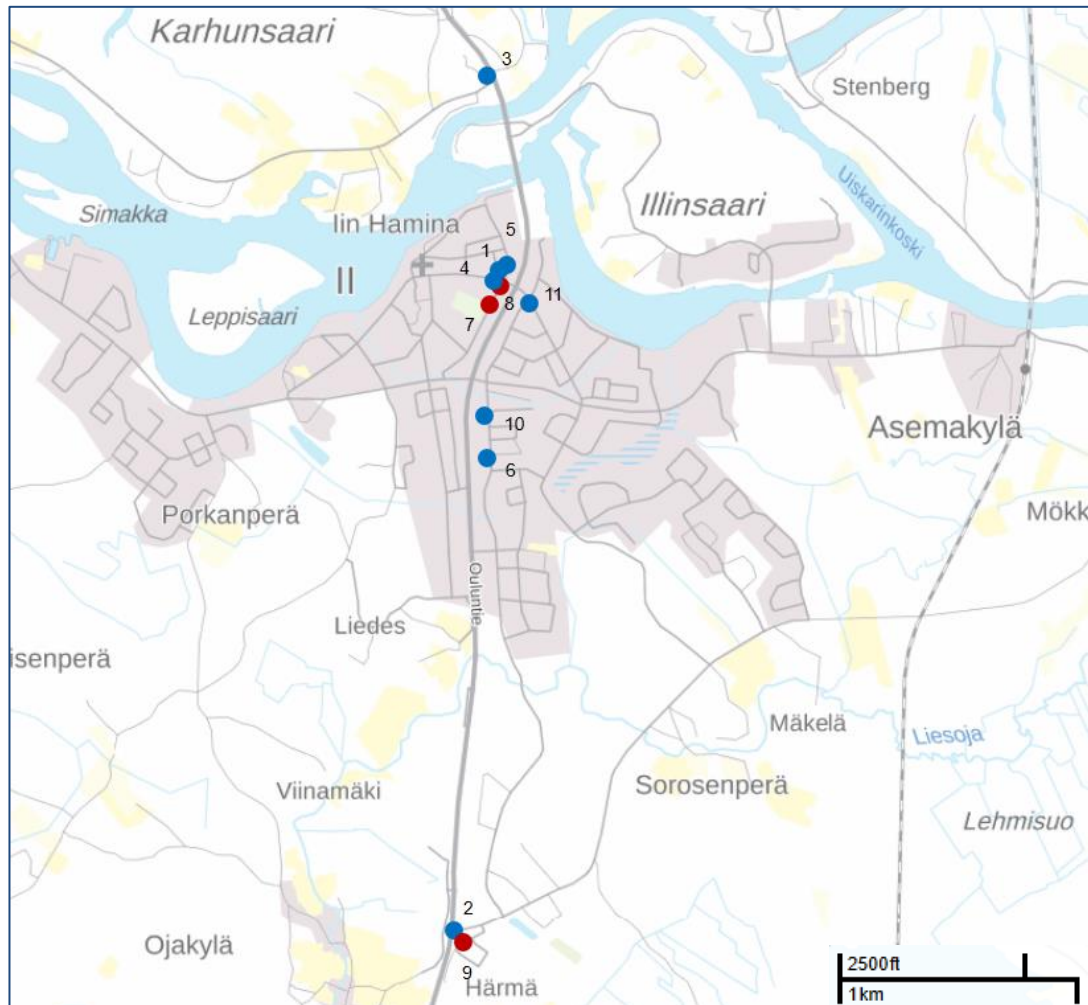 Karhunsaari
3
Stenberg
Uiskarinkoski
Simakka
Iin Hamina
Illinsaari
5
1
4
II
Leppisaari
8
11
7
10
Asemakylä
6
Porkanperä
Mökk
Ouluntie
Liedes
isenperä
Mäkelä
Liesoja
Viinamäki
Sorosenperä
Lehmisuo
2
Ojakylä
9
Härmä
2500ft
1km